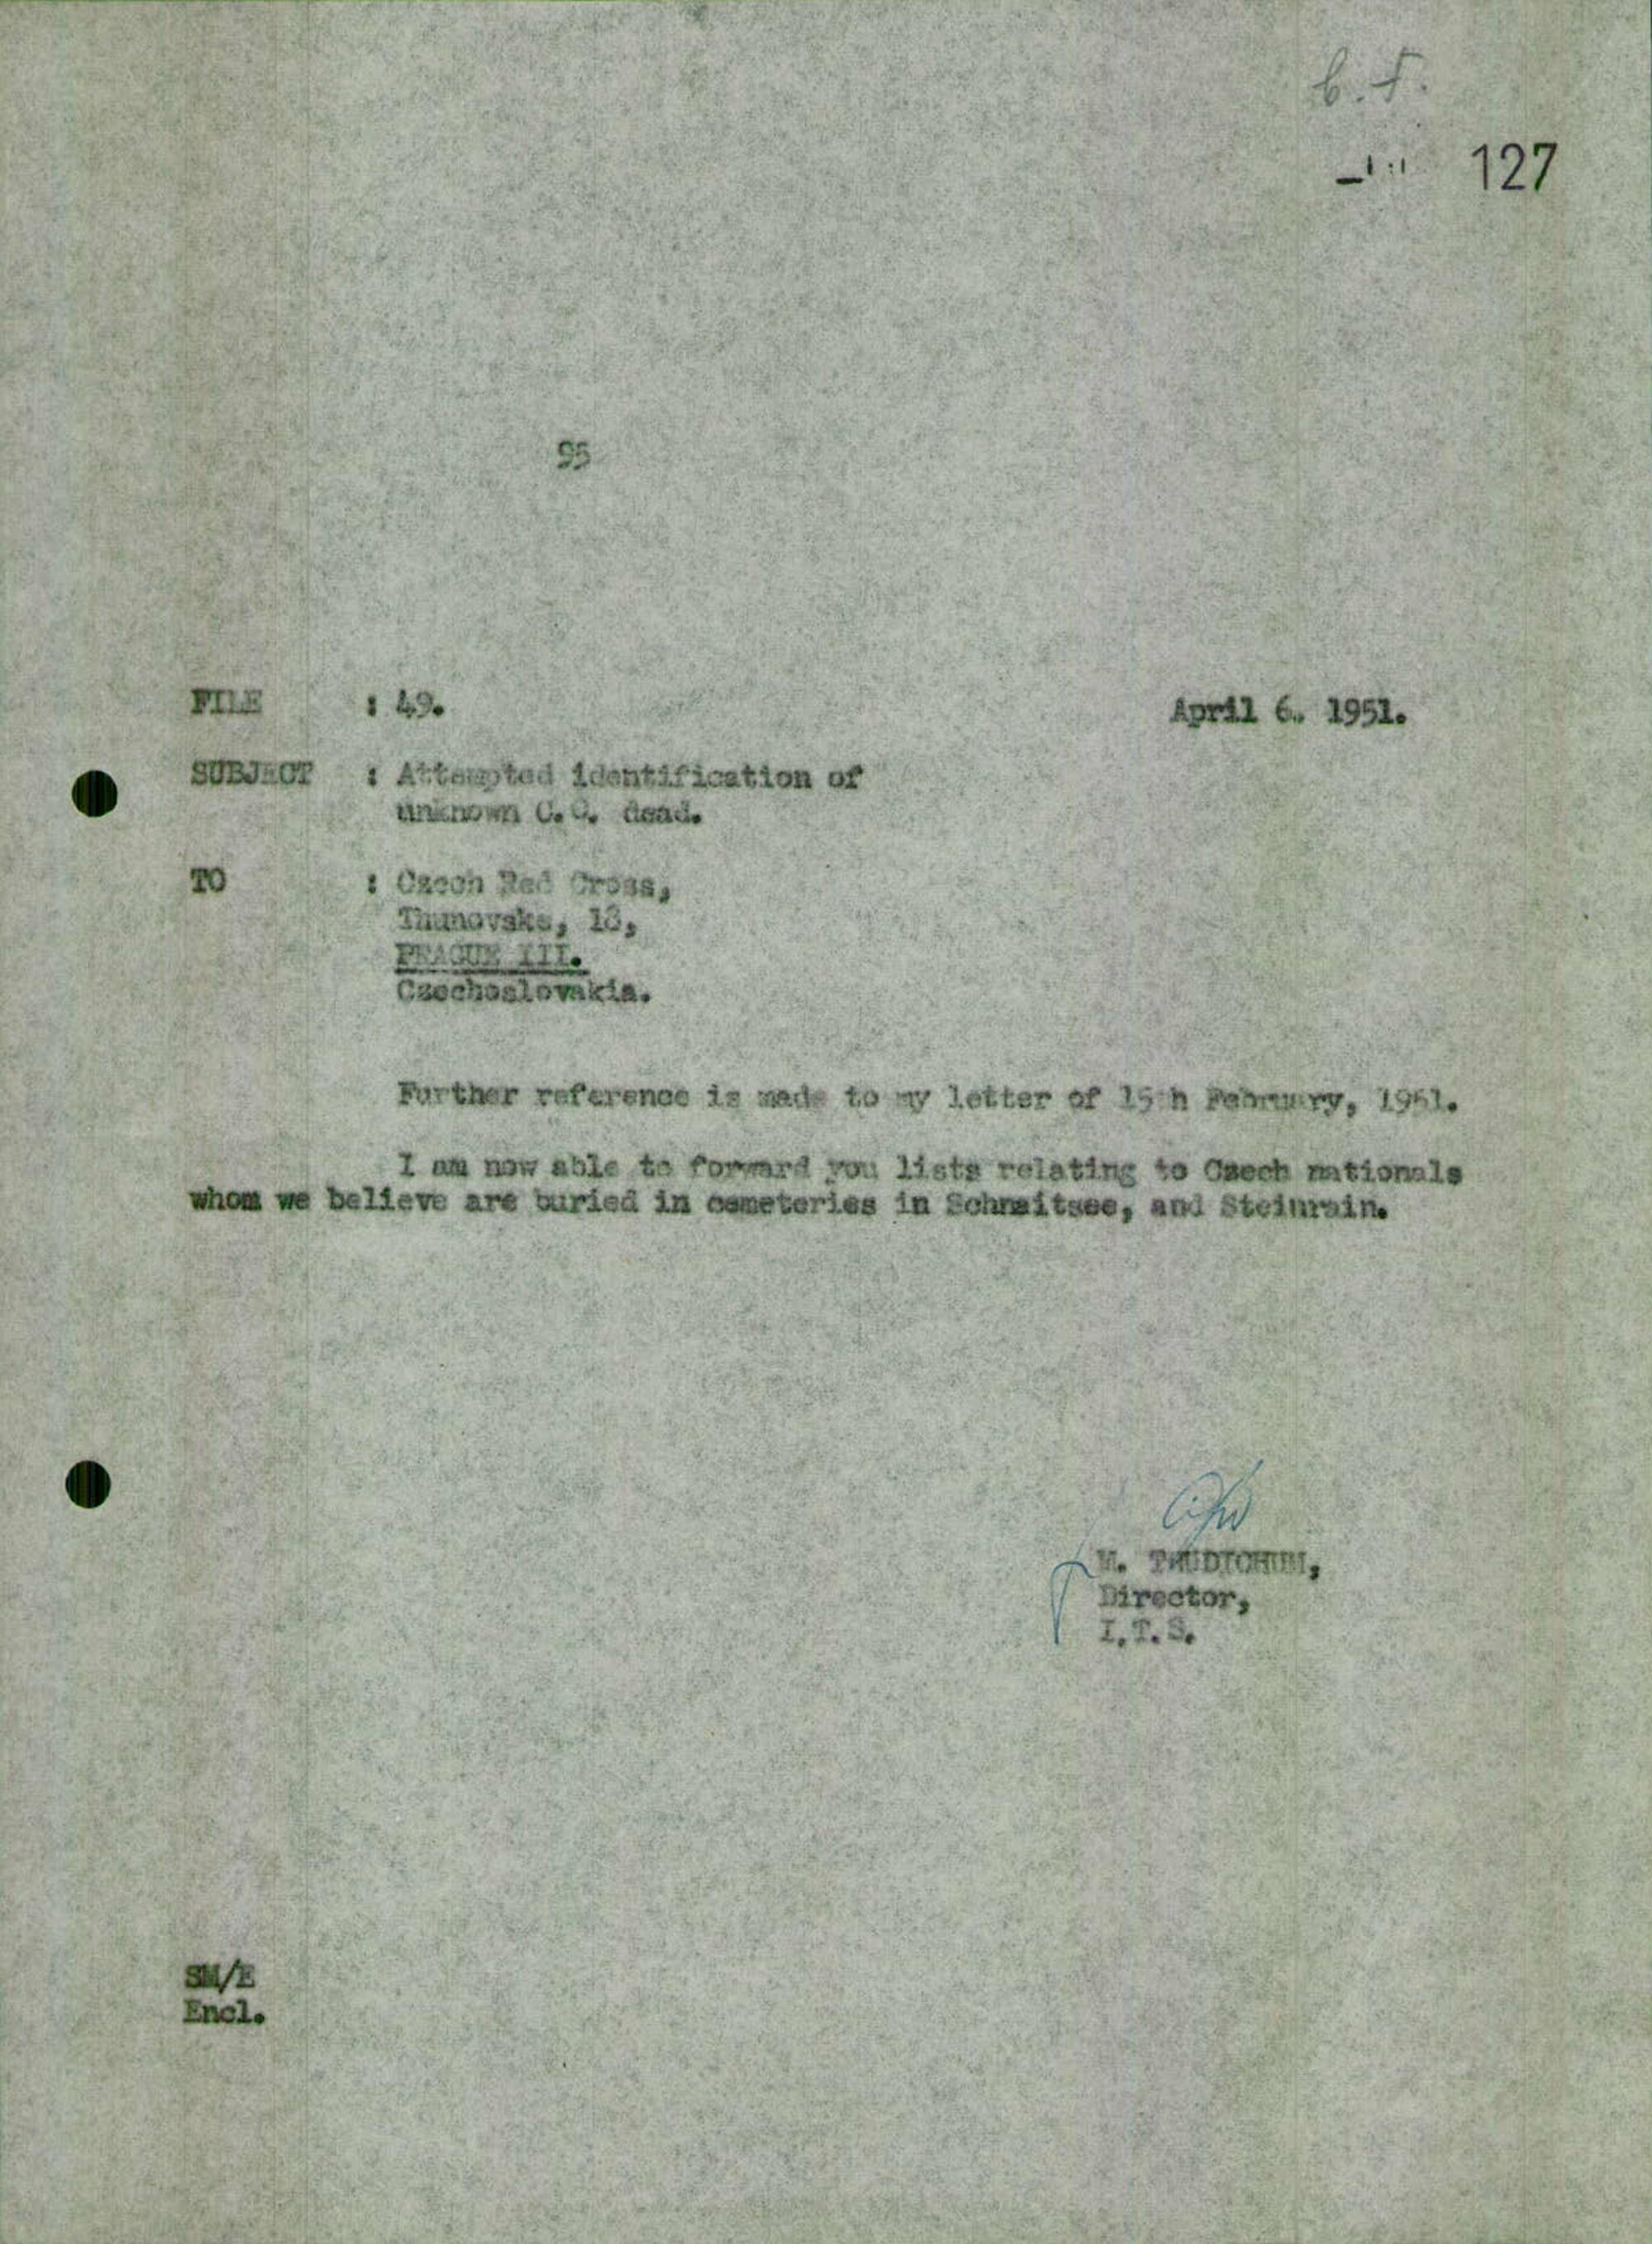 127
95
FILE : 49. April 6. 1951.
SUBJECT : Attempted identification of
unknown C.C. dead.
TO : Czech Red Cross,
Thunovska, 18,
PRAGUE III.
Czechoslovakia.
Further reference is made to my letter of 15th February, 1951.
I am now able to forward you lists relating to Czech nationals
whom we believe are buried in cemeteries in Schnaitsee, and Steinrain.
M. THUDICHUM,
Director,
I.T.S.
SM/E
Encl.